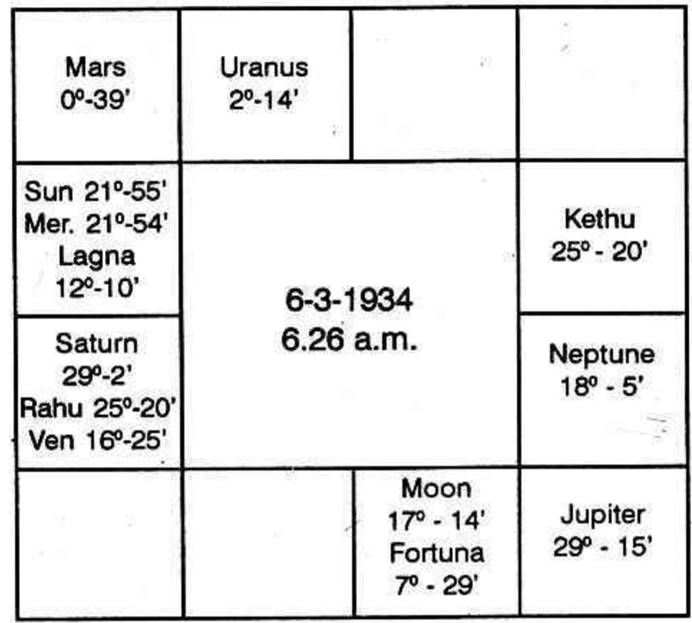 Mars
0º-39'
Uranus
2º-14'
Sun 21º-55'
Mer. 21º-54'
Lagna
12º-10'
Kethu
25º - 20'
6-3-1934
6.26 a.m.
Saturn
29º-2'
Rahu 25º-20'
Ven 16º-25'
Neptune
18º - 5'
Moon
17º - 14'
Fortuna
7º - 29'
Jupiter
29º - 15'